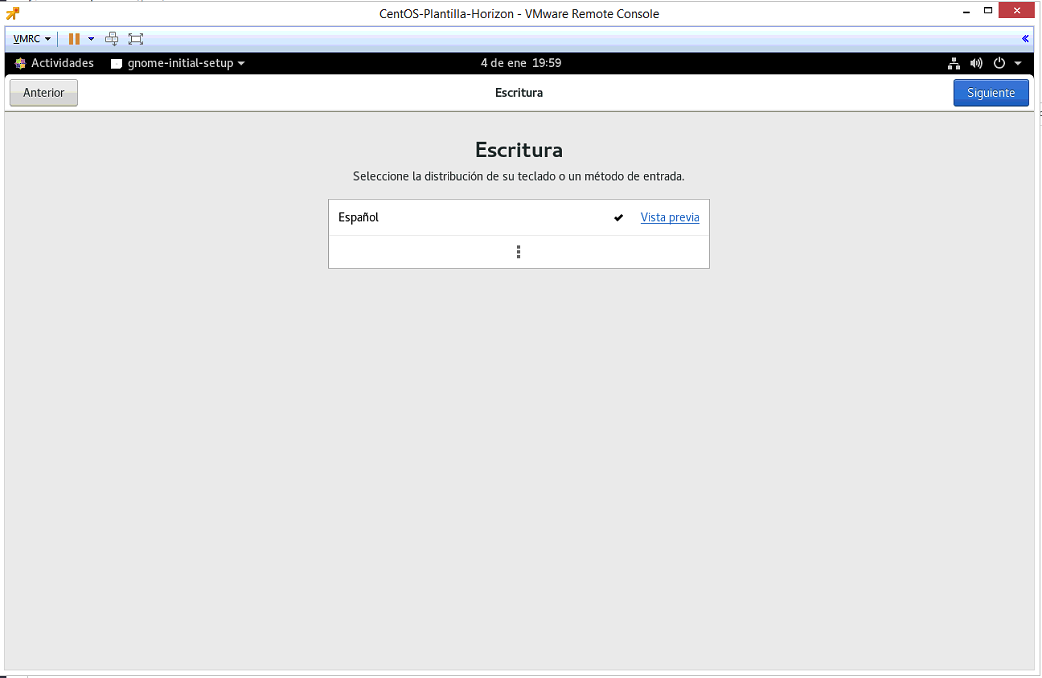 CentOS-Plantilla-Horizon - VMware Remote Console
VMRC
Actividades gnome-initial-setup 4 de ene 19:59
Anterior Escritura Siguiente
Escritura
Seleccione la distribución de su teclado o un método de entrada.
Español Vista previa